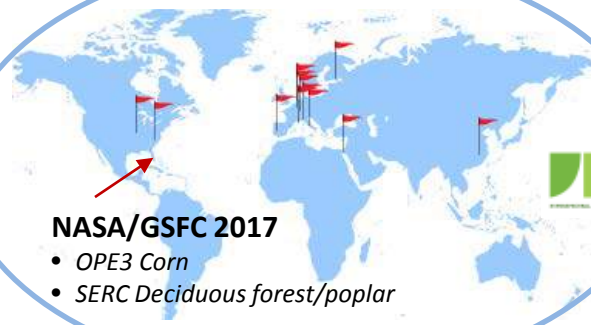 NASA/GSFC 2017
• OPE3 Corn
• SERC Deciduous forest/poplar